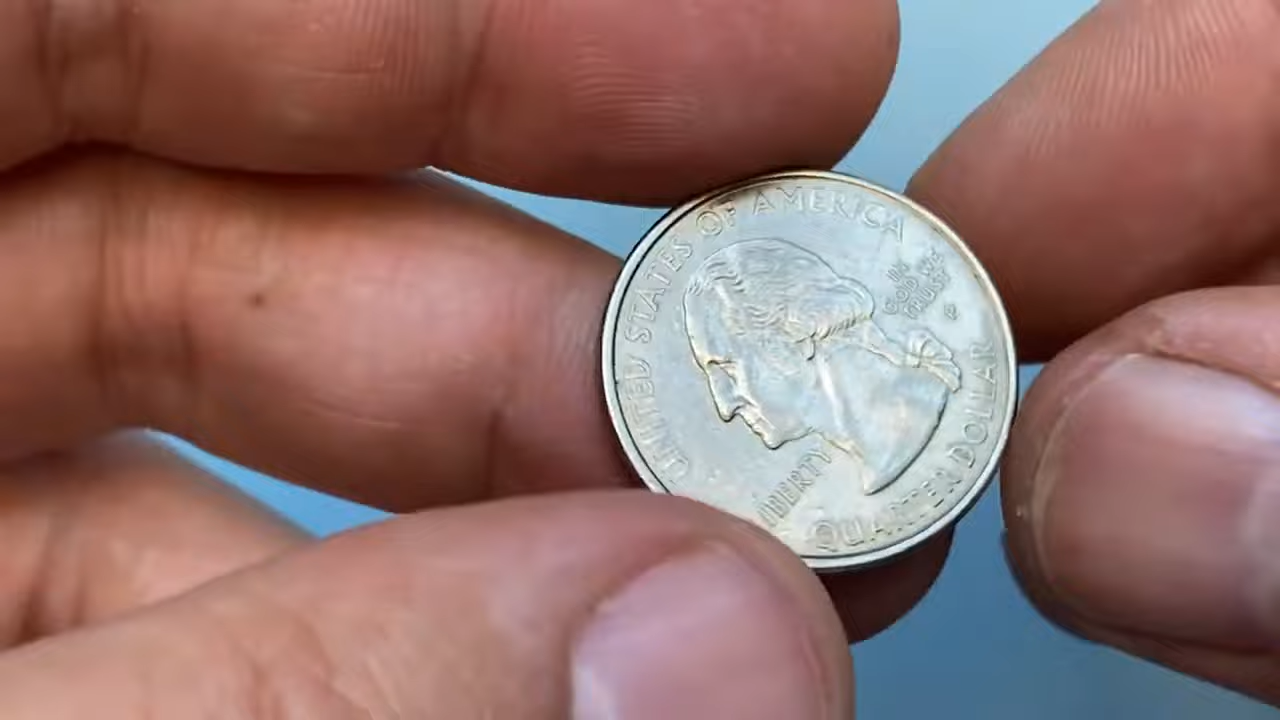 UNITED STATES OF AMERICA
IN
GOD WE
TRUST
P
LIBERTY
QUARTER DOLLAR